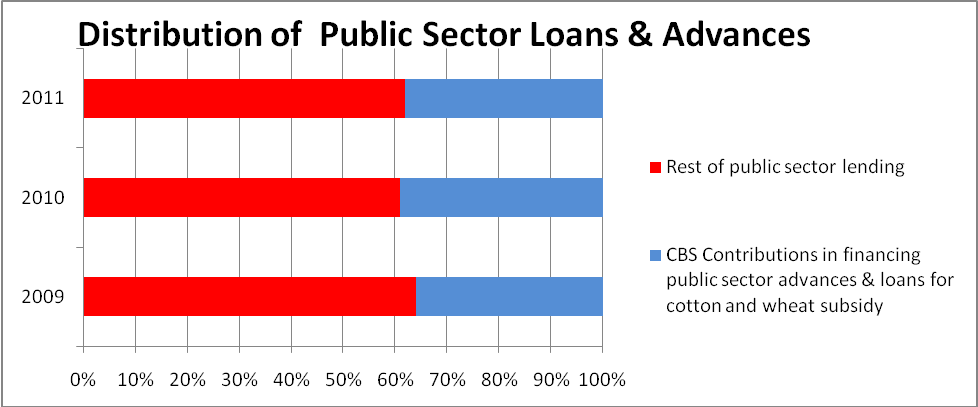 Distribution of  Public Sector Loans & Advances
2011
2010
2009
0% 10% 20% 30% 40% 50% 60% 70% 80% 90% 100%
Rest of public sector lending
CBS Contributions in financing
public sector advances & loans for
cotton and wheat subsidy